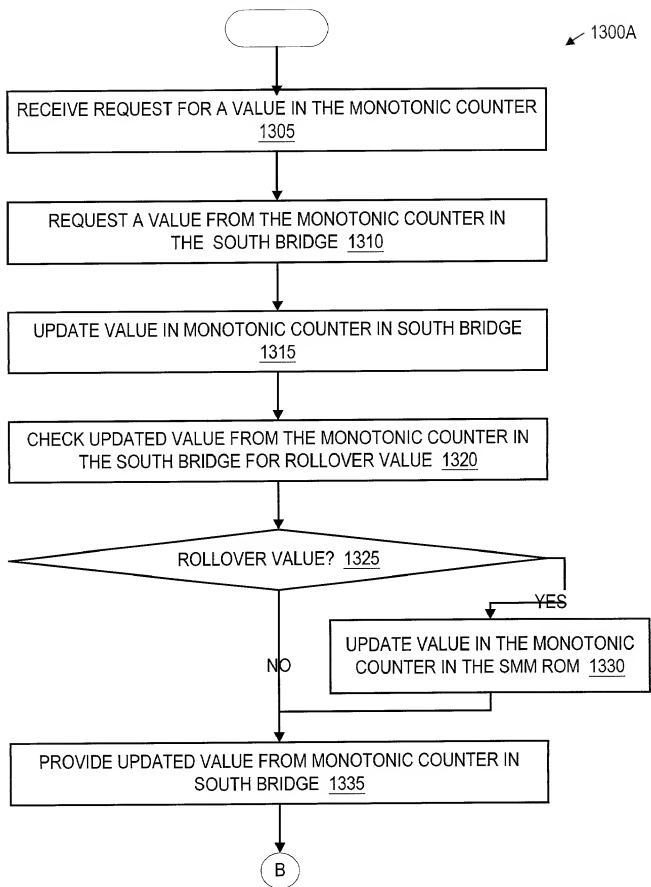 1300A
RECEIVE REQUEST FOR A VALUE IN THE MONOTONIC COUNTER
1305
REQUEST A VALUE FROM THE MONOTONIC COUNTER IN
THE SOUTH BRIDGE 1310
UPDATE VALUE IN MONOTONIC COUNTER IN SOUTH BRIDGE
1315
CHECK UPDATED VALUE FROM THE MONOTONIC COUNTER IN
THE SOUTH BRIDGE FOR ROLLOVER VALUE 1320
ROLLOVER VALUE? 1325
YES
UPDATE VALUE IN THE MONOTONIC
COUNTER IN THE SMM ROM 1330
NO
PROVIDE UPDATED VALUE FROM MONOTONIC COUNTER IN
SOUTH BRIDGE 1335
B